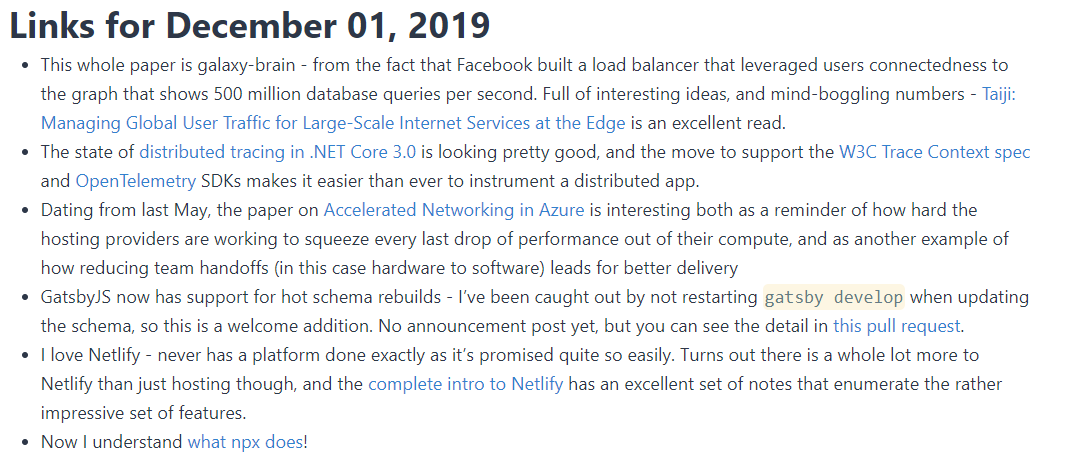 Links for December 01, 2019
• This whole paper is galaxy-brain - from the fact that Facebook built a load balancer that leveraged users connectedness to
the graph that shows 500 million database queries per second. Full of interesting ideas, and mind-boggling numbers - Taiji:
Managing Global User Traffic for Large-Scale Internet Services at the Edge is an excellent read.
• The state of distributed tracing in .NET Core 3.0 is looking pretty good, and the move to support the W3C Trace Context spec
and OpenTelemetry SDKs makes it easier than ever to instrument a distributed app.
• Dating from last May, the paper on Accelerated Networking in Azure is interesting both as a reminder of how hard the
hosting providers are working to squeeze every last drop of performance out of their compute, and as another example of
how reducing team handoffs (in this case hardware to software) leads for better delivery
• GatsbyJS now has support for hot schema rebuilds - I've been caught out by not restarting gatsby develop when updating
the schema, so this is a welcome addition. No announcement post yet, but you can see the detail in this pull request.
• I love Netlify - never has a platform done exactly as it's promised quite so easily. Turns out there is a whole lot more to
Netlify than just hosting though, and the complete intro to Netlify has an excellent set of notes that enumerate the rather
impressive set of features.
• Now I understand what npx does!